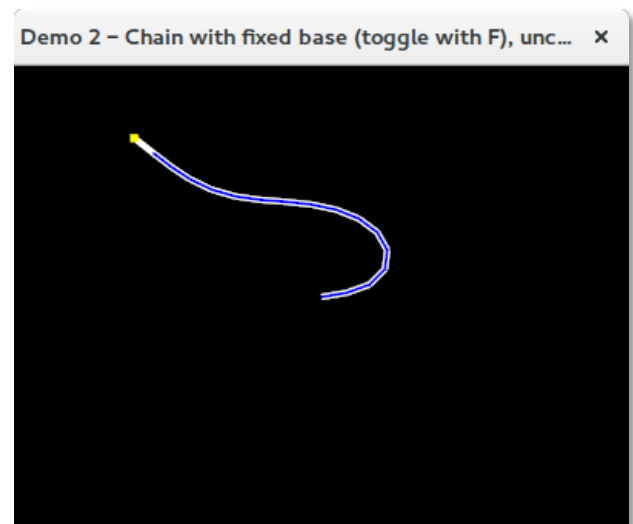 Demo 2 – Chain with fixed base (toggle with F), unc...